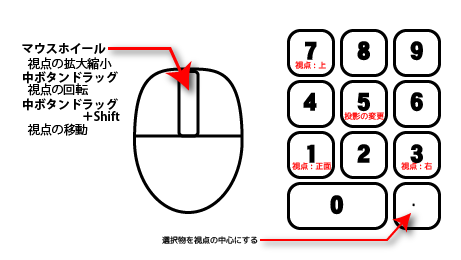 マウスホイール
視点の拡大縮小
中ボタンドラッグ
視点の回転
中ボタンドラッグ
+Shift
視点の移動
7 8 9
視点:上
4 5 6
投影の変更
1 2 3
視点:正面 視点:右
0 .
選択物を視点の中心にする